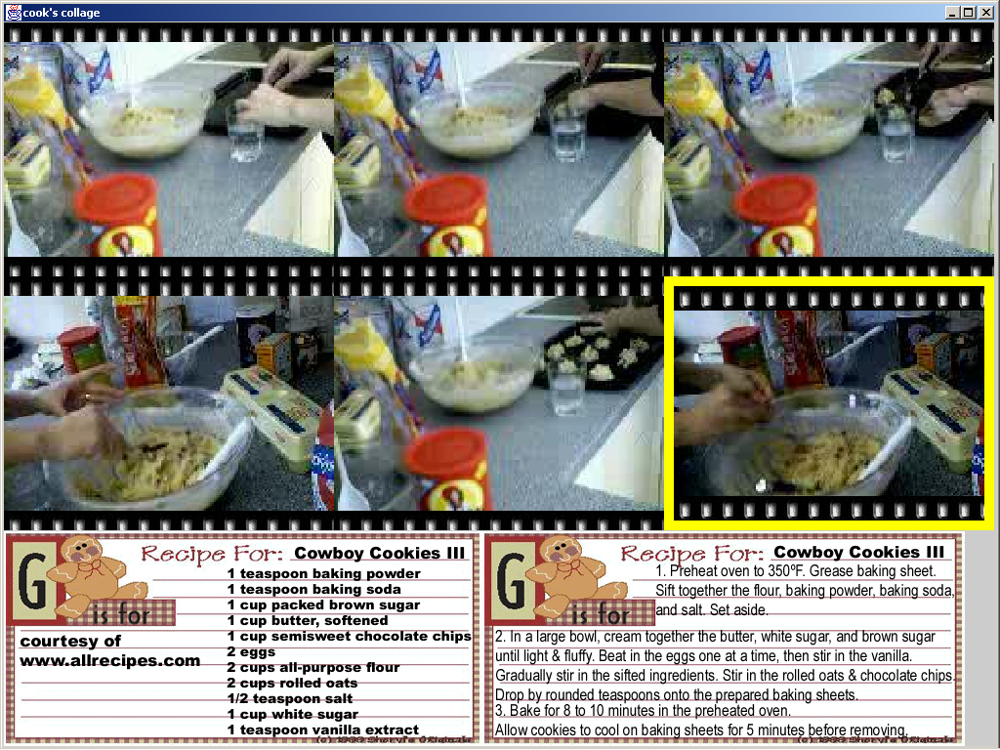 cook's collage
G is for
Recipe For: Cowboy Cookies III
1 teaspoon baking powder
1 teaspoon baking soda
1 cup packed brown sugar
1 cup butter, softened
1 cup semisweet chocolate chips
2 eggs
2 cups all-purpose flour
2 cups rolled oats
1/2 teaspoon salt
1 cup white sugar
1 teaspoon vanilla extract
courtesy of
www.allrecipes.com
(c) 1998 Sheryl's ORiginals
G is for
Recipe For: Cowboy Cookies III
1. Preheat oven to 350ºF. Grease baking sheet.
Sift together the flour, baking powder, baking soda,
and salt. Set aside.
2. In a large bowl, cream together the butter, white sugar, and brown sugar
until light & fluffy. Beat in the eggs one at a time, then stir in the vanilla.
Gradually stir in the sifted ingredients. Stir in the rolled oats & chocolate chips.
Drop by rounded teaspoons onto the prepared baking sheets.
3. Bake for 8 to 10 minutes in the preheated oven.
Allow cookies to cool on baking sheets for 5 minutes before removing.
(c) 1998 Sheryl's ORiginals